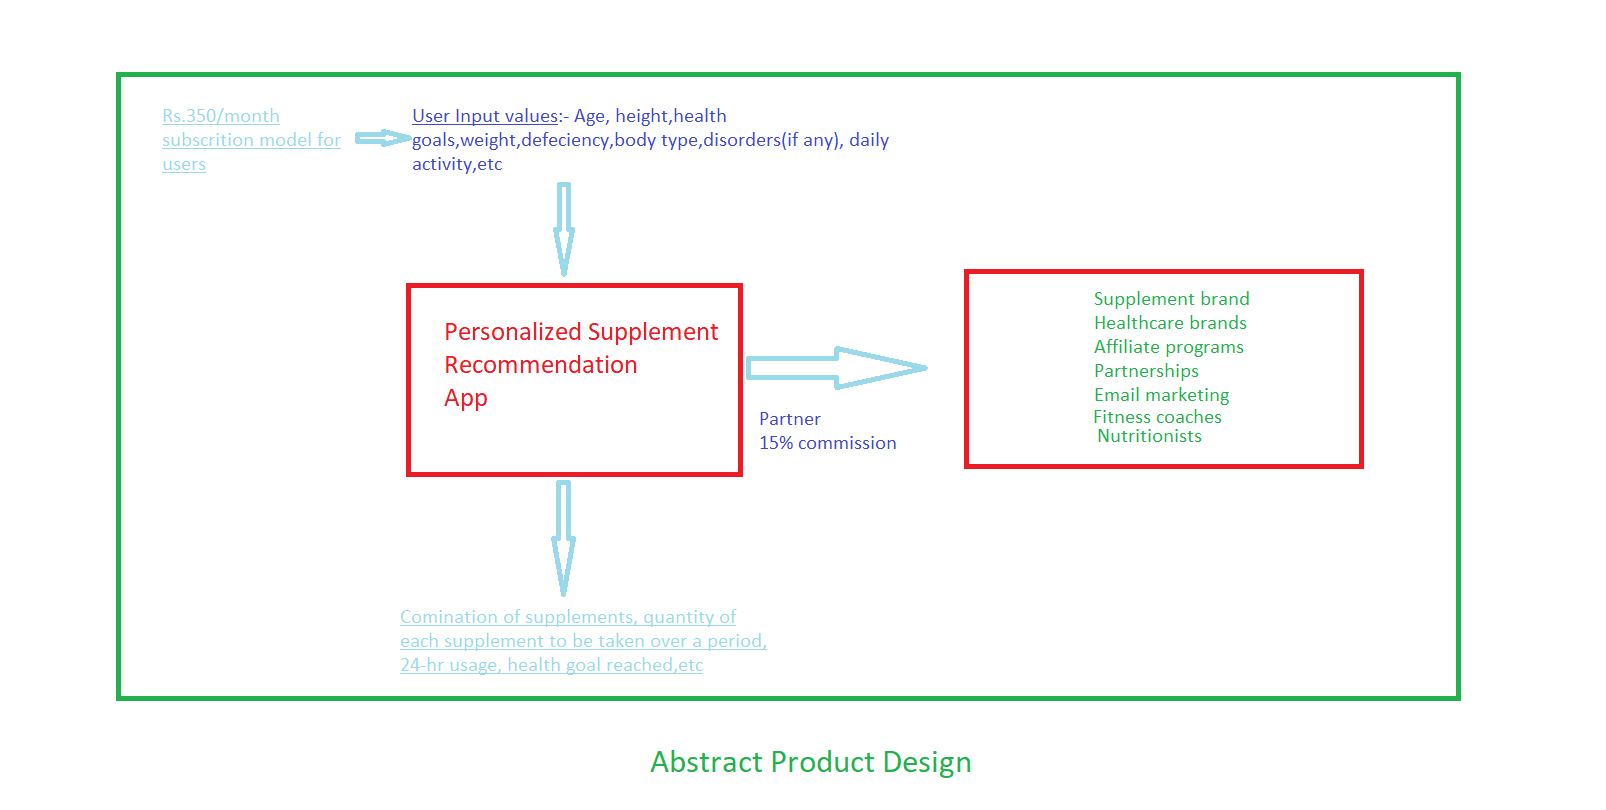 Rs.350/month
subscrition model for
users
User Input values:- Age, height,health
goals,weight,defeciency,body type,disorders(if any), daily
activity,etc
Personalized Supplement
Recommendation
App
Partner
15% commission
Supplement brand
Healthcare brands
Affiliate programs
Partnerships
Email marketing
Fitness coaches
Nutritionists
Comination of supplements, quantity of
each supplement to be taken over a period,
24-hr usage, health goal reached,etc
Abstract Product Design